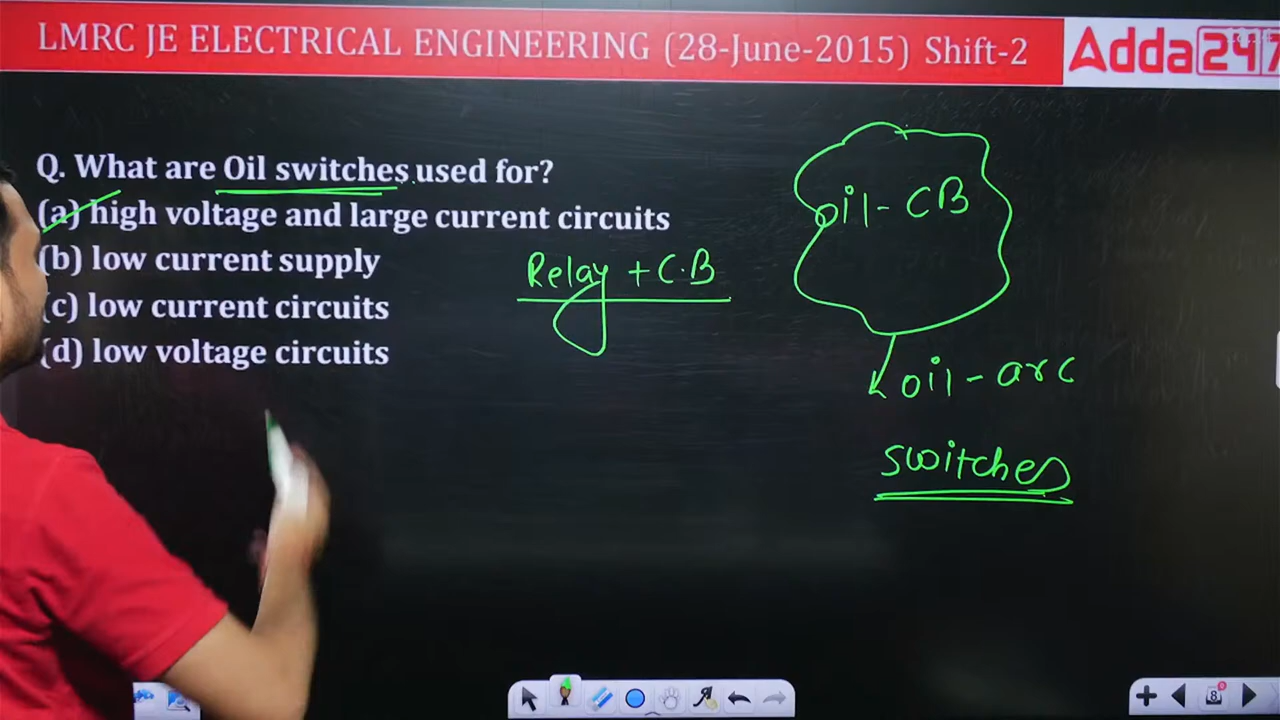 LMRC JE ELECTRICAL ENGINEERING (28-June-2015) Shift-2
Adda247
Q. What are Oil switches used for?
(a) high voltage and large current circuits
(b) low current supply
(c) low current circuits
(d) low voltage circuits
Relay + C.B
oil - CB
oil - arc
switches
8